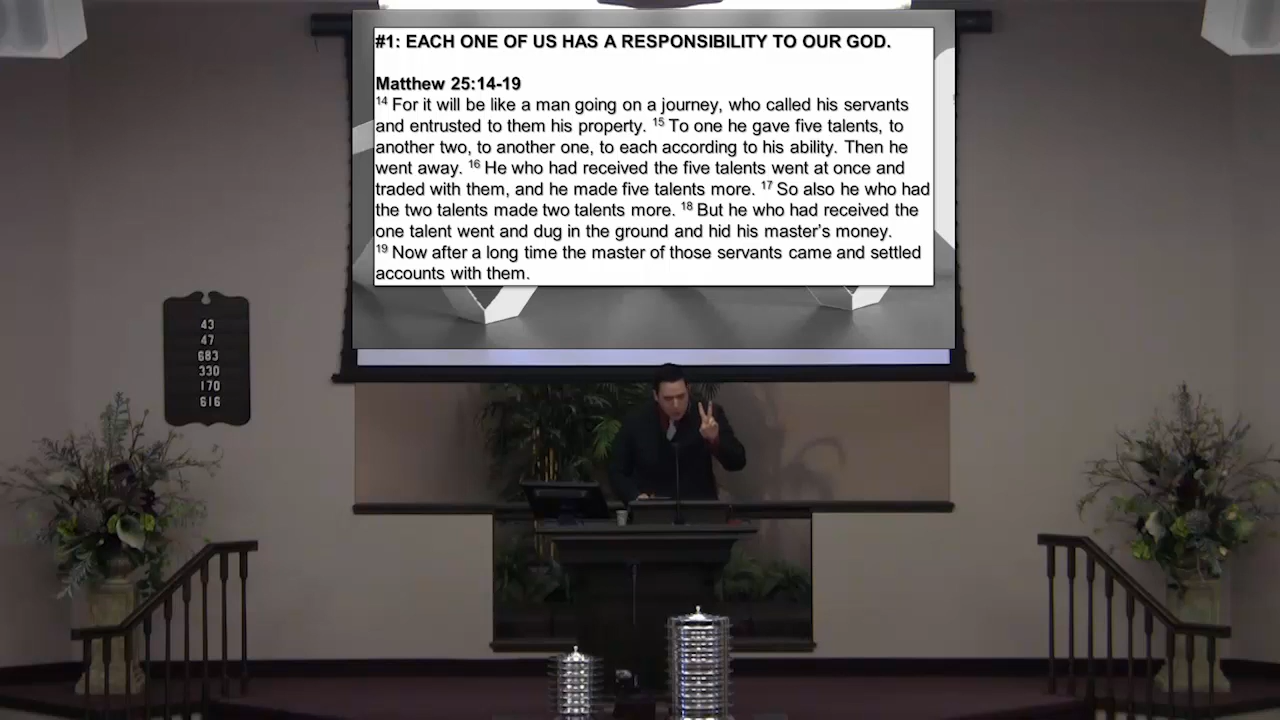 #1: EACH ONE OF US HAS A RESPONSIBILITY TO OUR GOD.
Matthew 25:14-19
14 For it will be like a man going on a journey, who called his servants
and entrusted to them his property. 15 To one he gave five talents, to
another two, to another one, to each according to his ability. Then he
went away. 16 He who had received the five talents went at once and
traded with them, and he made five talents more. 17 So also he who had
the two talents made two talents more. 18 But he who had received the
one talent went and dug in the ground and hid his master’s money.
19 Now after a long time the master of those servants came and settled
accounts with them.
43
47
683
330
170
616